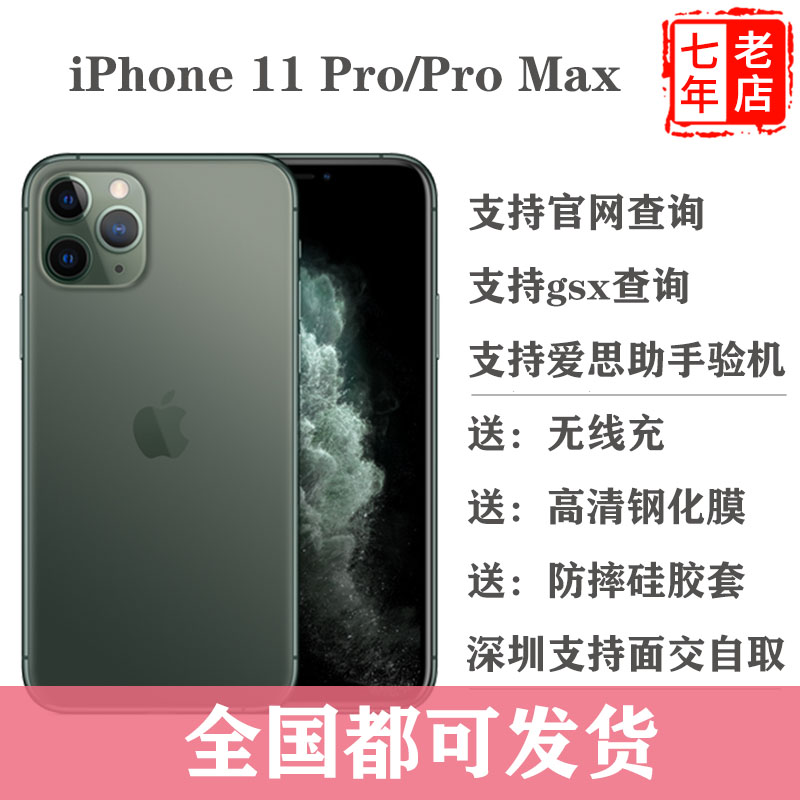 iPhone 11 Pro/Pro Max
七年
老店
支持官网查询
支持gsx查询
支持爱思助手验机
送：无线充
送：高清钢化膜
送：防摔硅胶套
深圳支持面交自取
全国都可发货